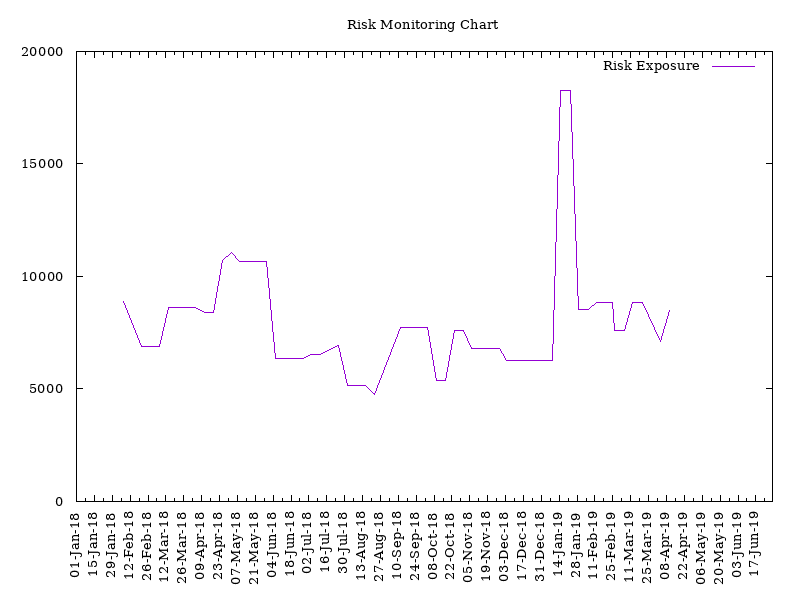 Risk Monitoring Chart
20000
Risk Exposure
15000
10000
5000
0
01-Jan-18
15-Jan-18
29-Jan-18
12-Feb-18
26-Feb-18
12-Mar-18
26-Mar-18
09-Apr-18
23-Apr-18
07-May-18
21-May-18
04-Jun-18
18-Jun-18
02-Jul-18
16-Jul-18
30-Jul-18
13-Aug-18
27-Aug-18
10-Sep-18
24-Sep-18
08-Oct-18
22-Oct-18
05-Nov-18
19-Nov-18
03-Dec-18
17-Dec-18
31-Dec-18
14-Jan-19
28-Jan-19
11-Feb-19
25-Feb-19
11-Mar-19
25-Mar-19
08-Apr-19
22-Apr-19
06-May-19
20-May-19
03-Jun-19
17-Jun-19